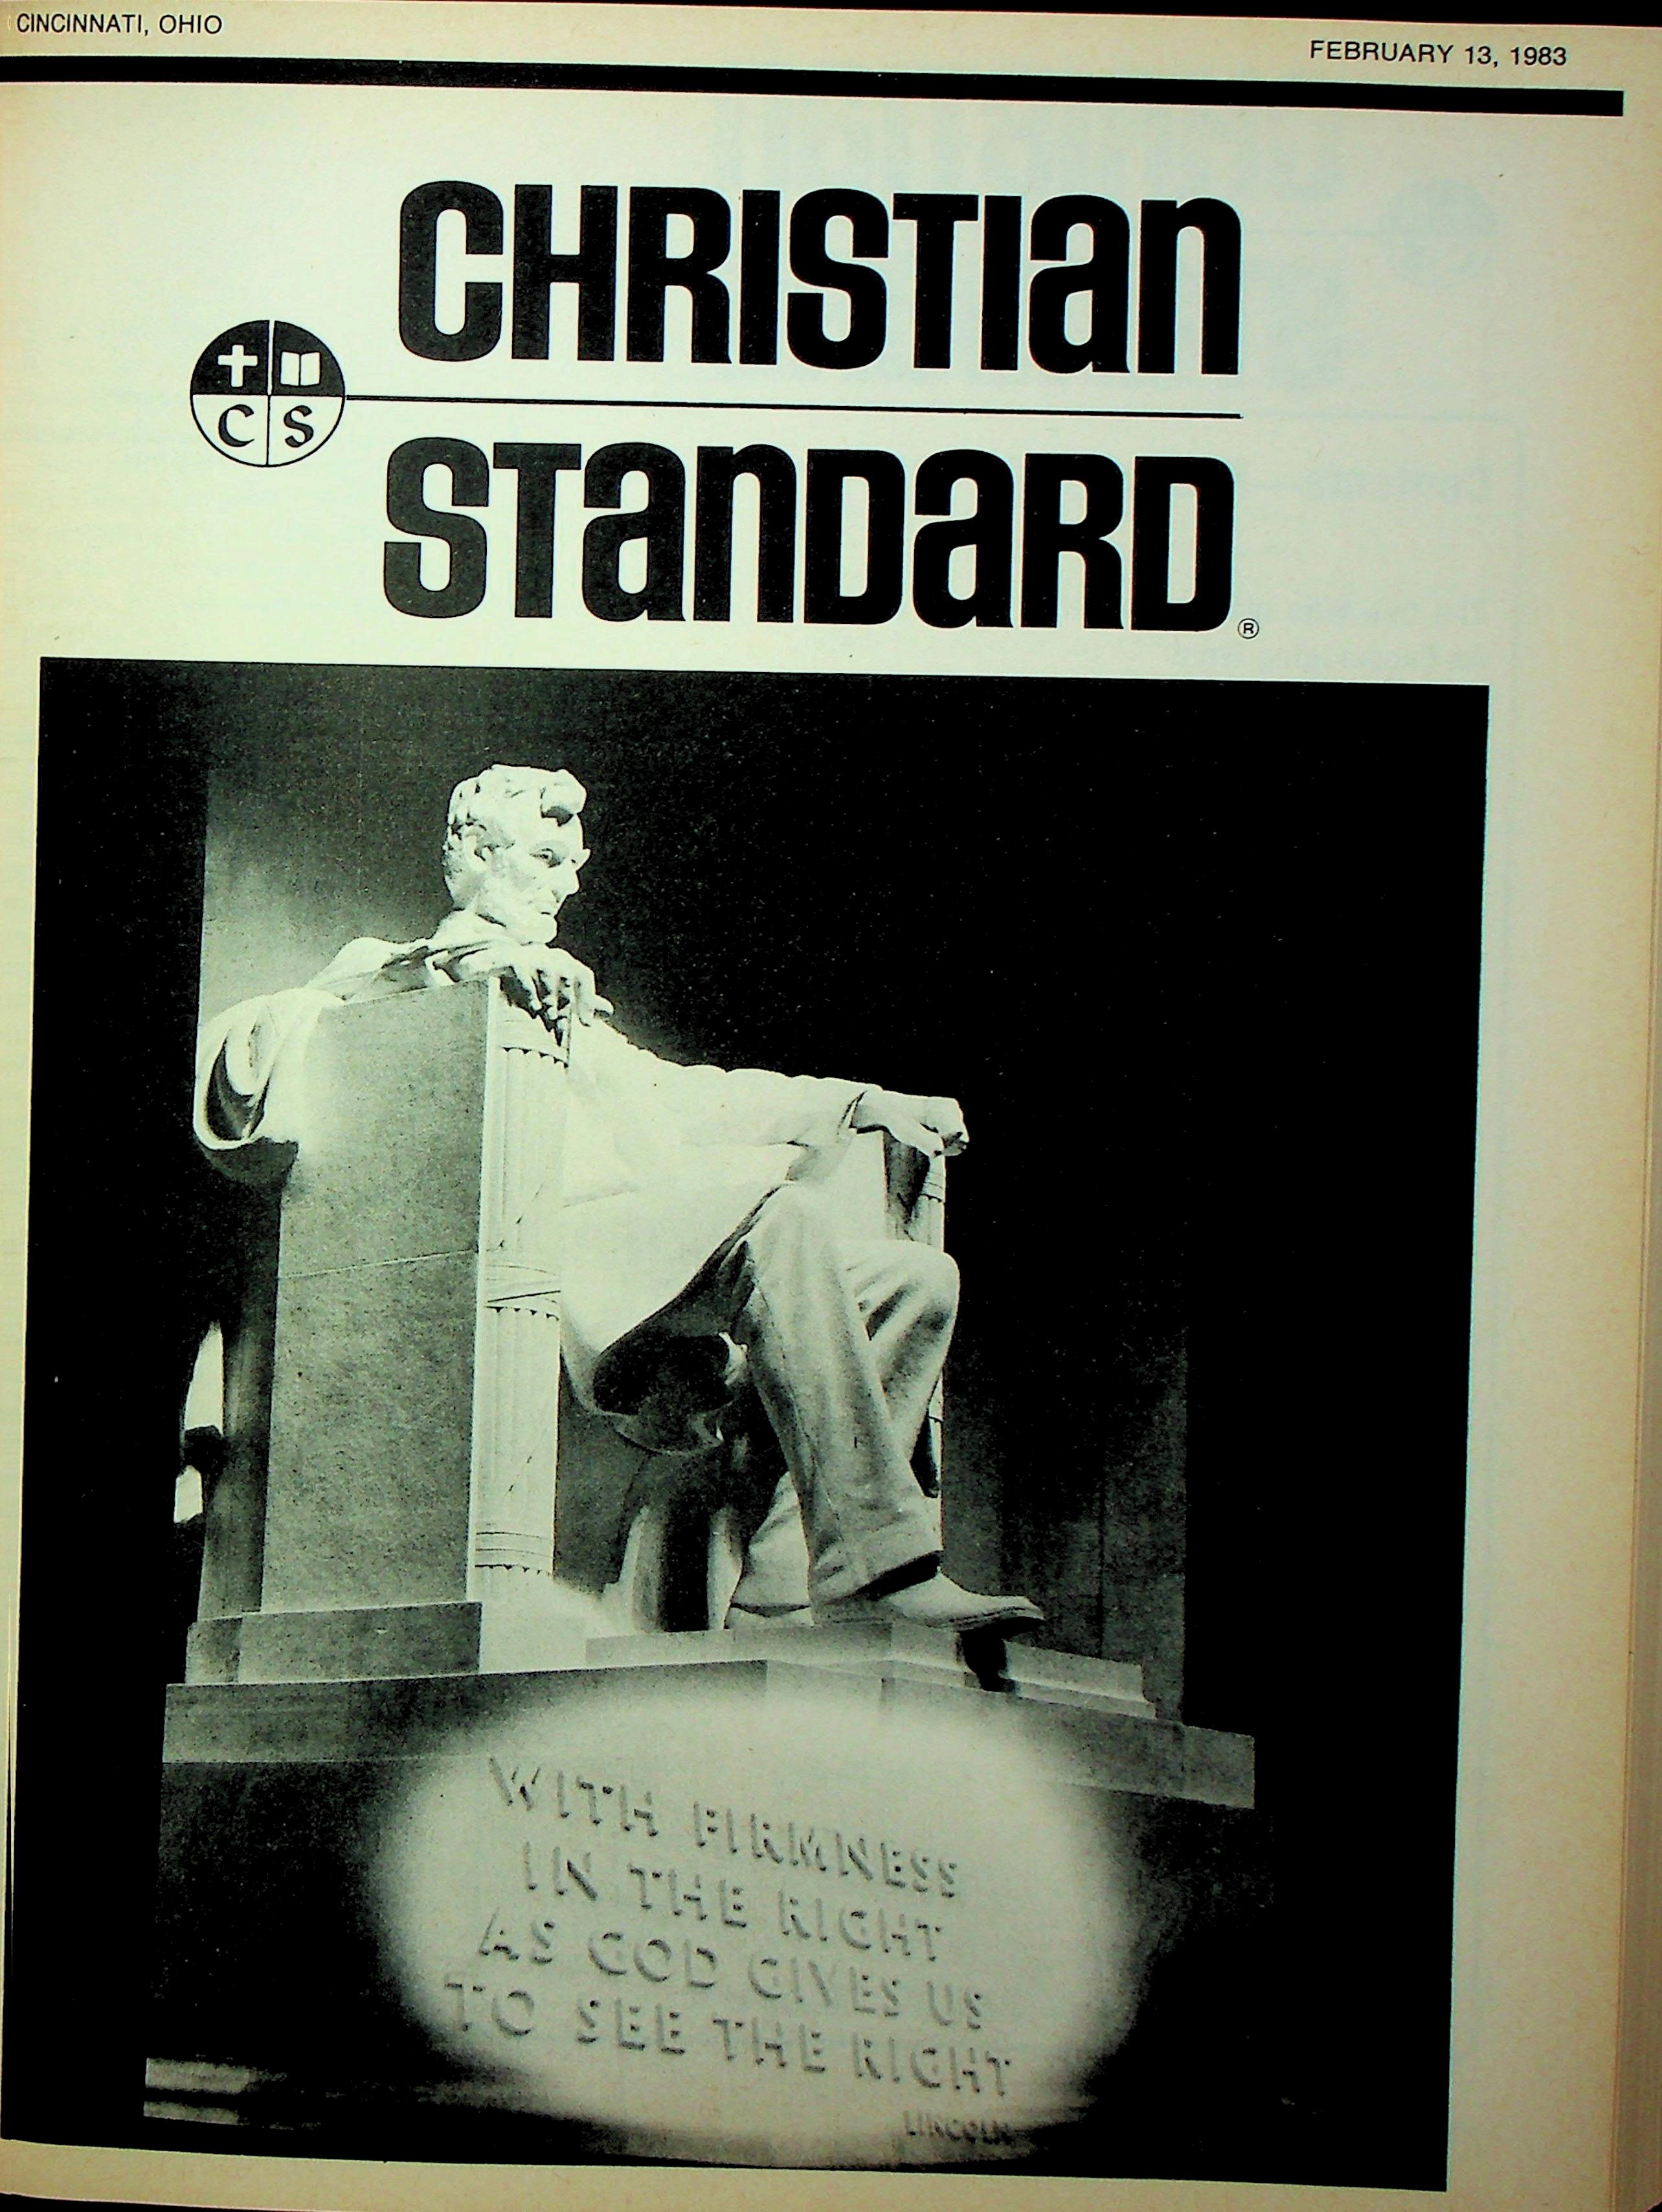 CINCINNATI, OHIO
FEBRUARY 13, 1983
CHRISTIan
C S
STanDaRD®
WITH FIRMNESS
IN THE RIGHT
AS GOD GIVES US
TO SEE THE RIGHT
LINCOLN